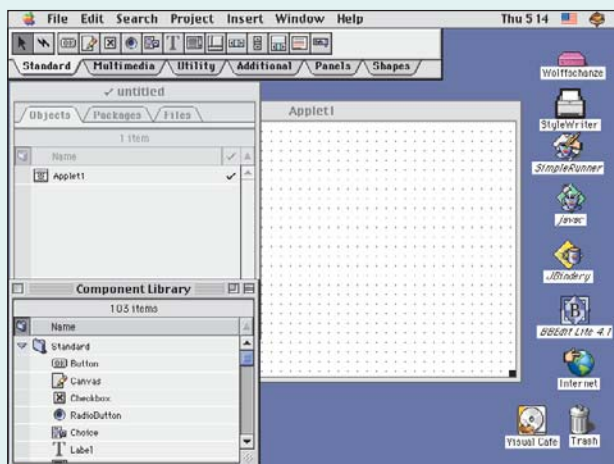 File Edit Search Project Insert Window Help Thu 5 14
Standard Multimedia Utility Additional Panels Shapes
untitled
Objects Packages Files
1 item
Name
Applet1
Applet1
Component Library
103 items
Name
Standard
Button
Canvas
Checkbox
RadioButton
Choice
Label
Wolfschanze
StyleWriter
SimpleRunner
javac
JBindery
BBEdit Lite 4.1
Internet
Visual Cafe
Trash